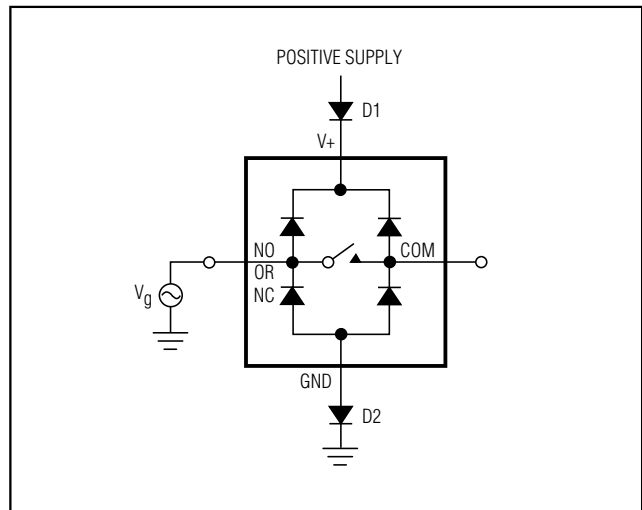 POSITIVE SUPPLY
D1
V+
NO
OR
NC
COM
Vg
GND
D2